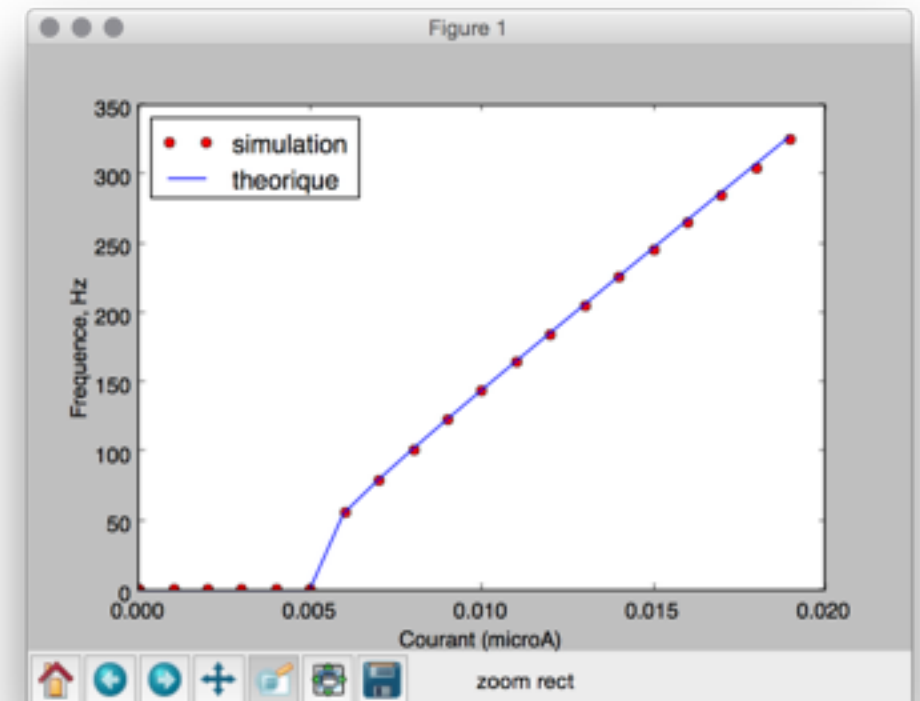 Figure 1
350
300
250
200
150
100
50
0
Frequence, Hz
simulation
theorique
0.000 0.005 0.010 0.015 0.020
Courant (microA)
zoom rect